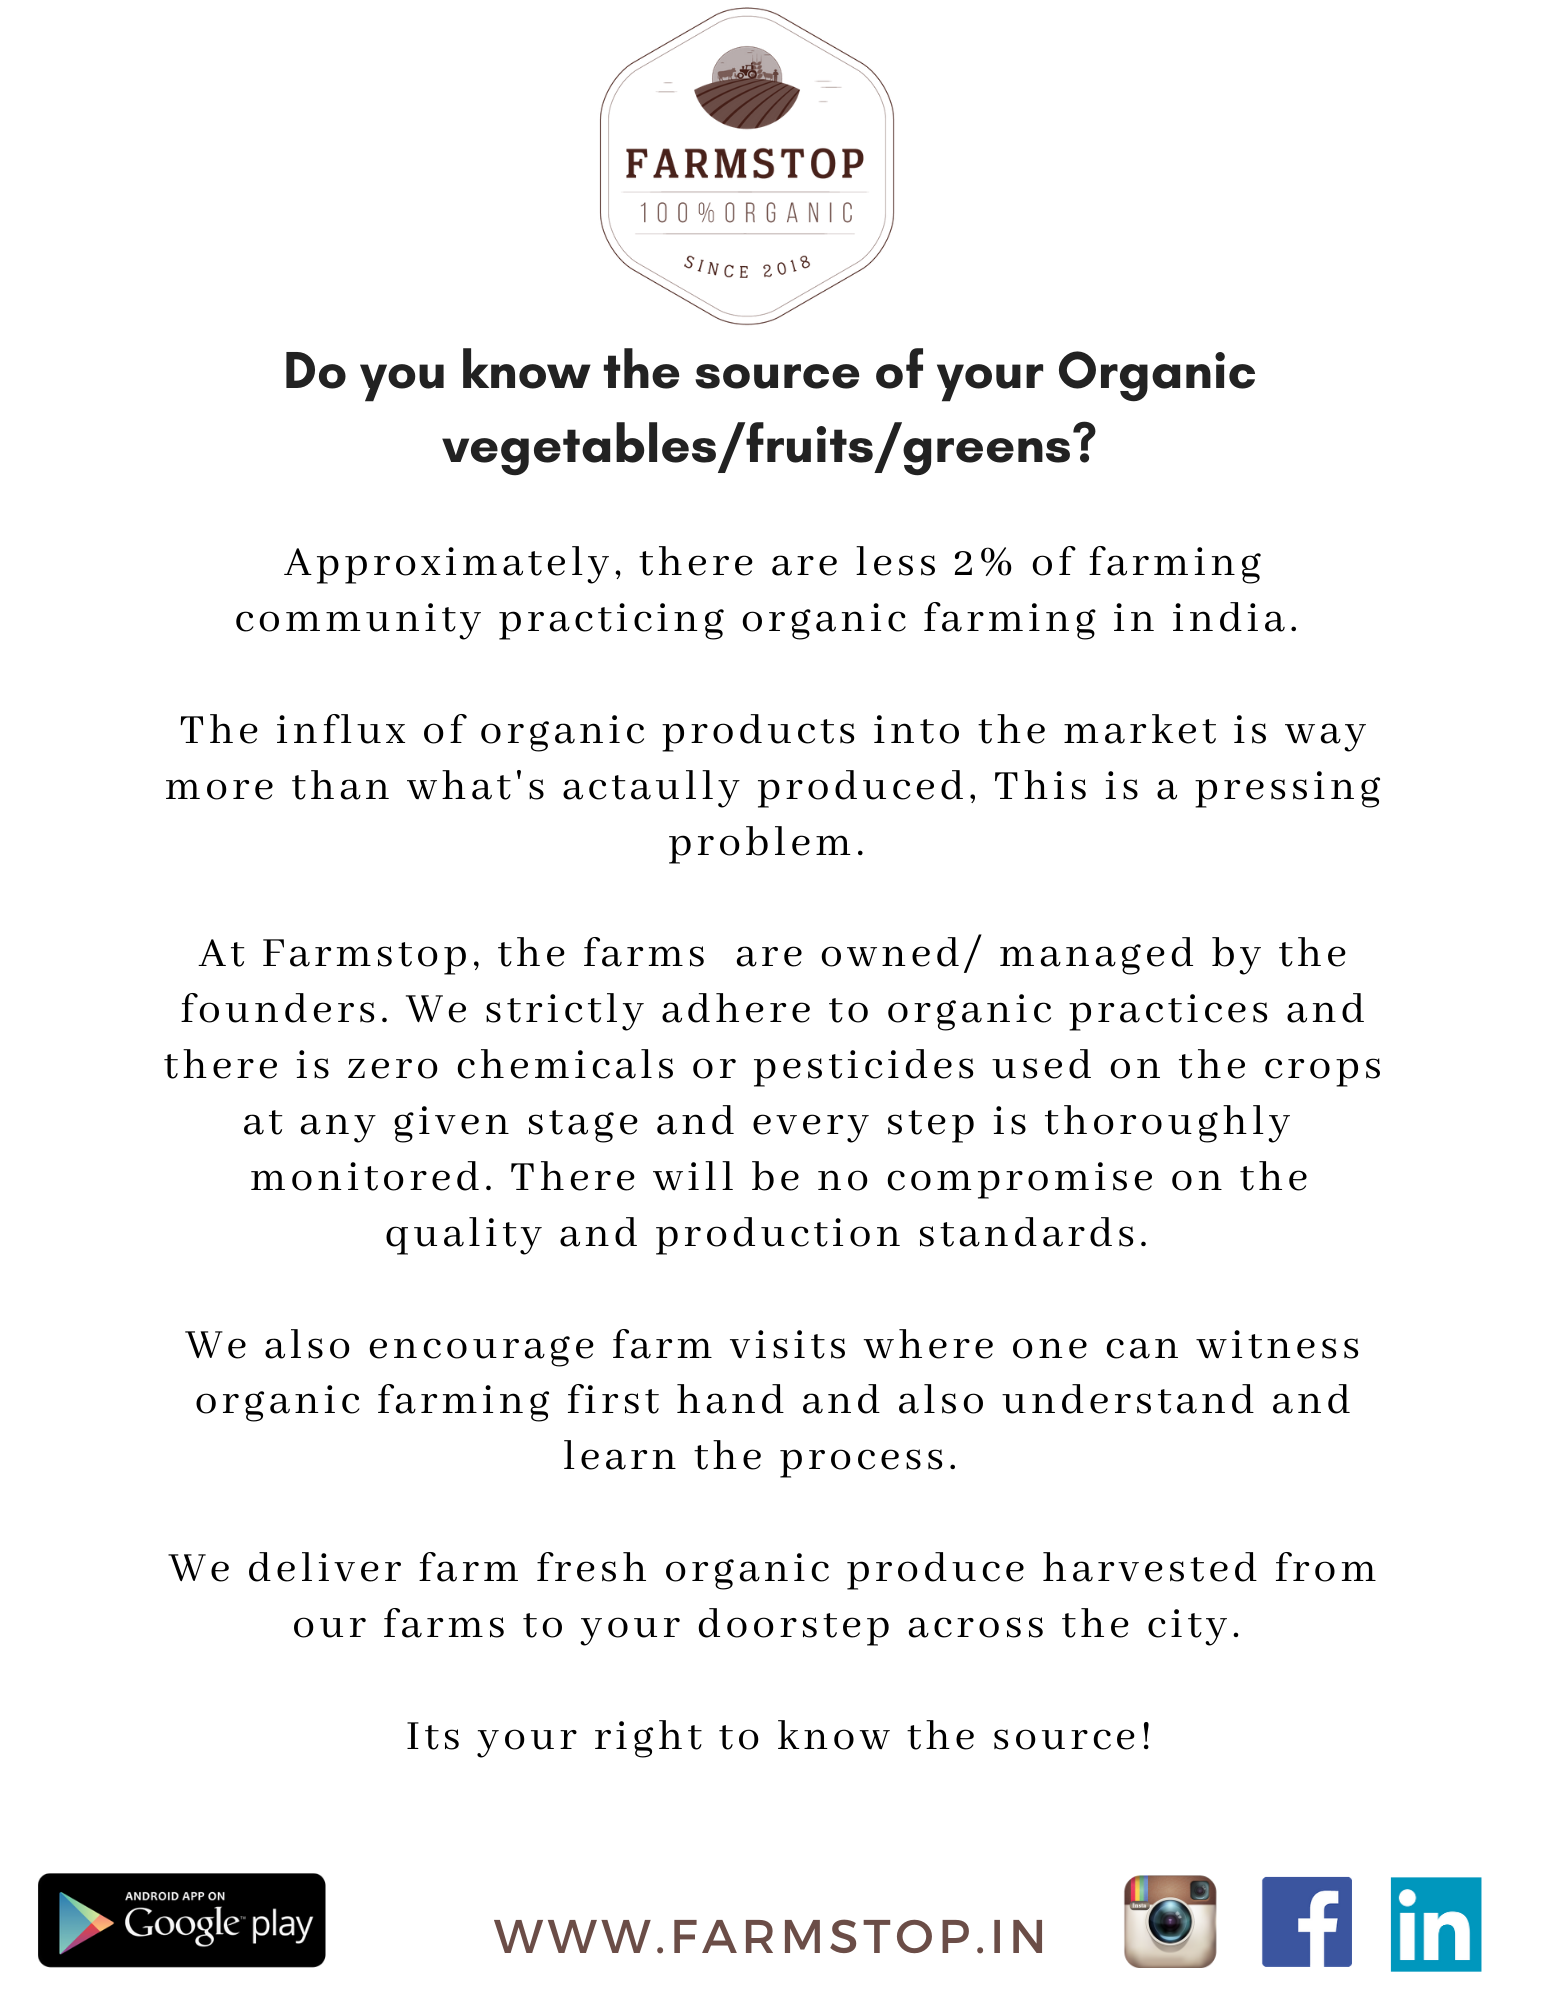 FARMSTOP
100%ORGANIC
SINCE 2018
Do you know the source of your Organic
vegetables/fruits/greens?
Approximately, there are less 2% of farming
community practicing organic farming in india.
The influx of organic products into the market is way
more than what's actaully produced, This is a pressing
problem.
At Farmstop, the farms  are owned/ managed by the
founders. We strictly adhere to organic practices and
there is zero chemicals or pesticides used on the crops
at any given stage and every step is thoroughly
monitored. There will be no compromise on the
quality and production standards.
We also encourage farm visits where one can witness
organic farming first hand and also understand and
learn the process.
We deliver farm fresh organic produce harvested from
our farms to your doorstep across the city.
Its your right to know the source!
ANDROID APP ON
Google play
WWW.FARMSTOP.IN
Insta
f
in